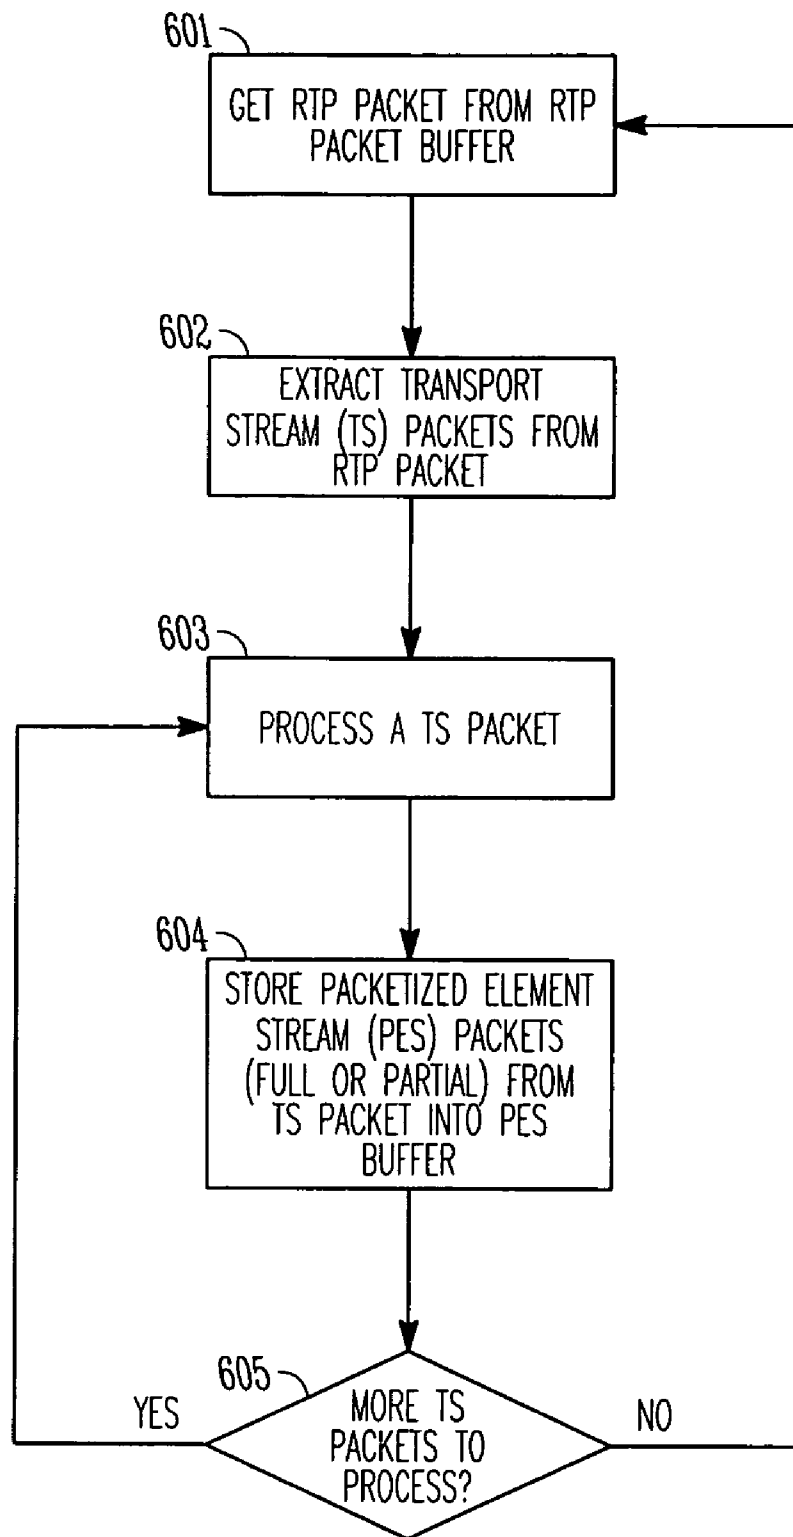 601
GET RTP PACKET FROM RTP
PACKET BUFFER
602
EXTRACT TRANSPORT
STREAM (TS) PACKETS FROM
RTP PACKET
603
PROCESS A TS PACKET
604
STORE PACKETIZED ELEMENT
STREAM (PES) PACKETS
(FULL OR PARTIAL) FROM
TS PACKET INTO PES
BUFFER
605
YES
MORE TS
PACKETS TO
PROCESS?
NO